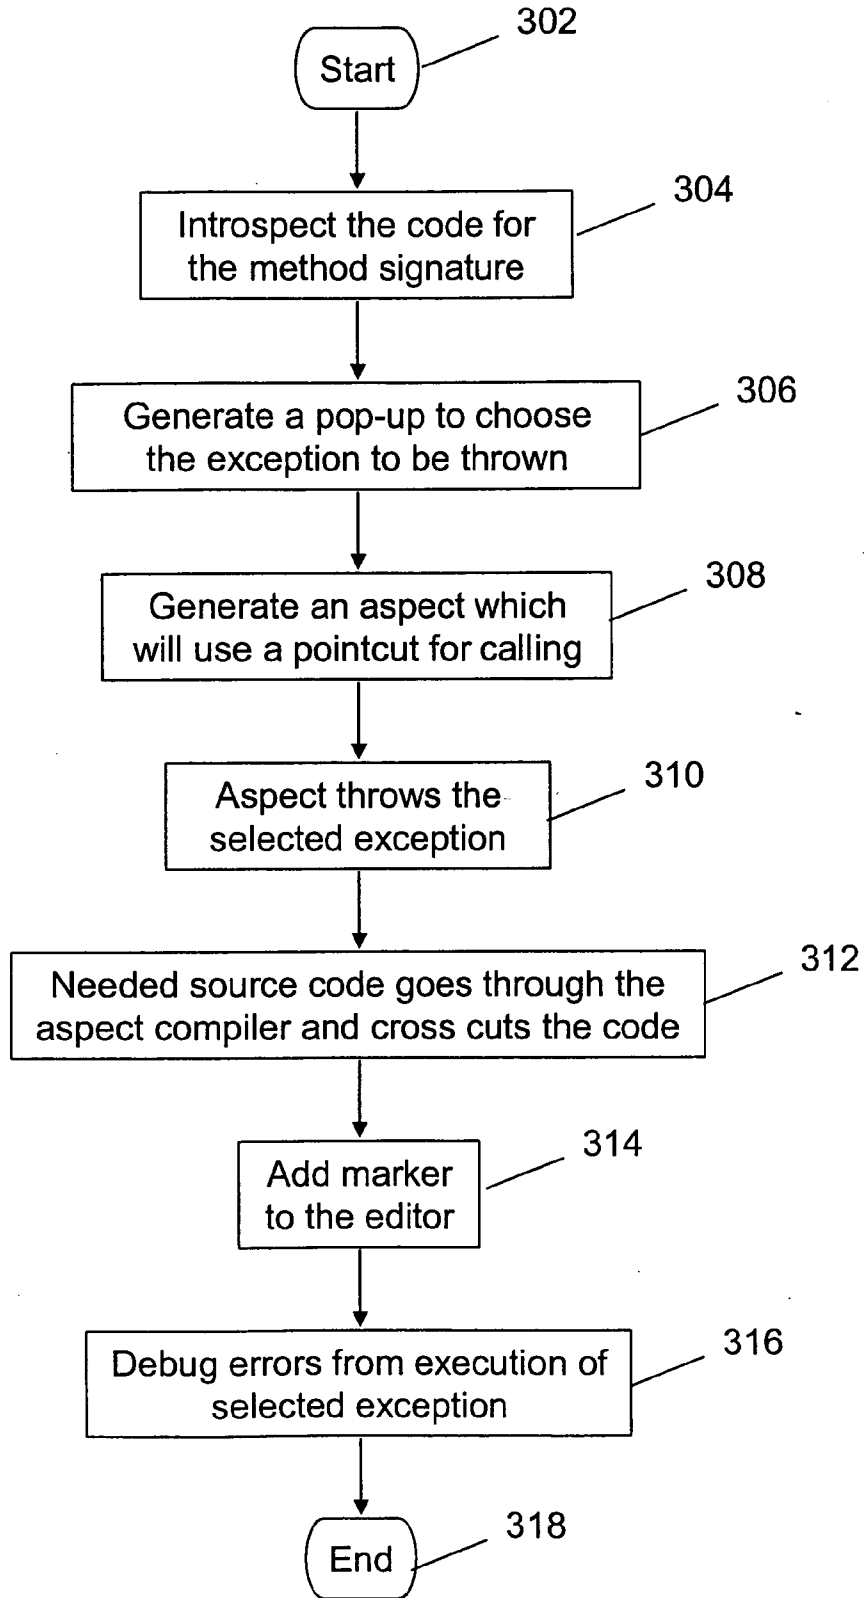 302
Start
304
Introspect the code for
the method signature
306
Generate a pop-up to choose
the exception to be thrown
308
Generate an aspect which
will use a pointcut for calling
310
Aspect throws the
selected exception
312
Needed source code goes through the
aspect compiler and cross cuts the code
314
Add marker
to the editor
316
Debug errors from execution of
selected exception
318
End